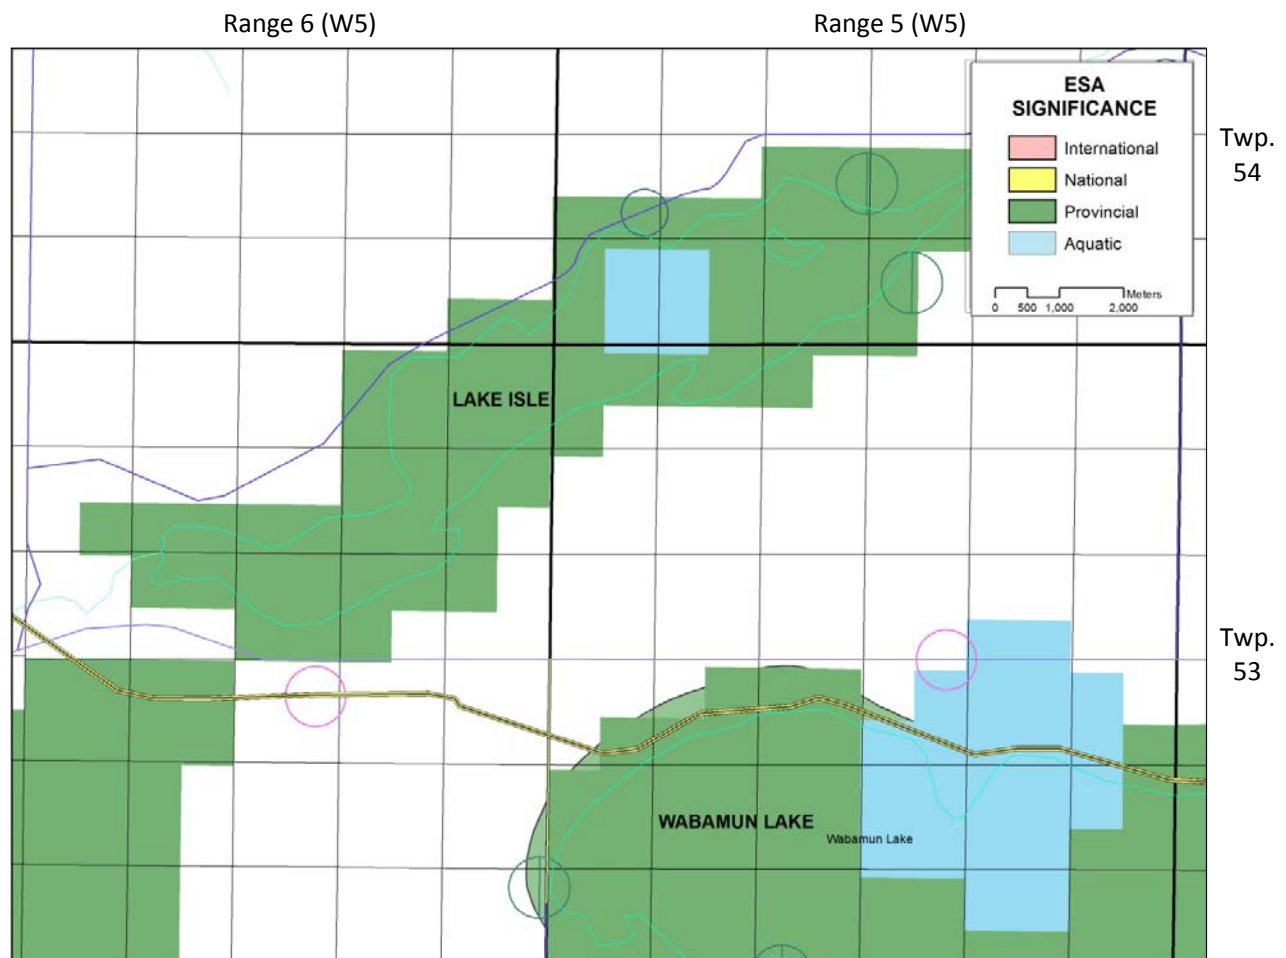 Range 6 (W5)
Range 5 (W5)
ESA
SIGNIFICANCE
International
National
Provincial
Aquatic
Meters
0 500 1,000 2,000
Twp.
54
LAKE ISLE
Twp.
53
WABAMUN LAKE
Wabamun Lake